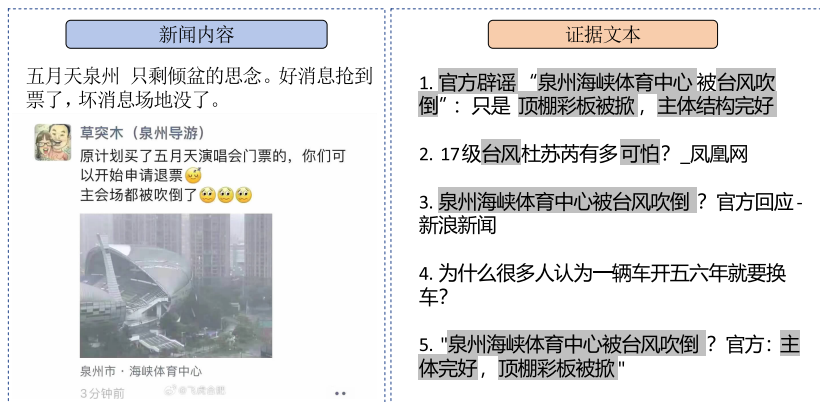 新闻内容
五月天泉州 只剩倾盆的思念。好消息抢到
票了，坏消息场地没了。
草突木（泉州导游）
原计划买了五月天演唱会门票的，你们可
以开始申请退票
主会场都被吹倒了
泉州市·海峡体育中心
3分钟前
证据文本
1. 官方辟谣 “泉州海峡体育中心 被台风吹
倒”：只是 顶棚彩板被掀，主体结构完好
2. 17级台风杜苏芮有多可怕？_凤凰网
3. 泉州海峡体育中心被台风吹倒 ？官方回应-
新浪新闻
4. 为什么很多人认为一辆车开五六年就要换
车？
5. "泉州海峡体育中心被台风吹倒 ？官方：主
体完好，顶棚彩板被掀"